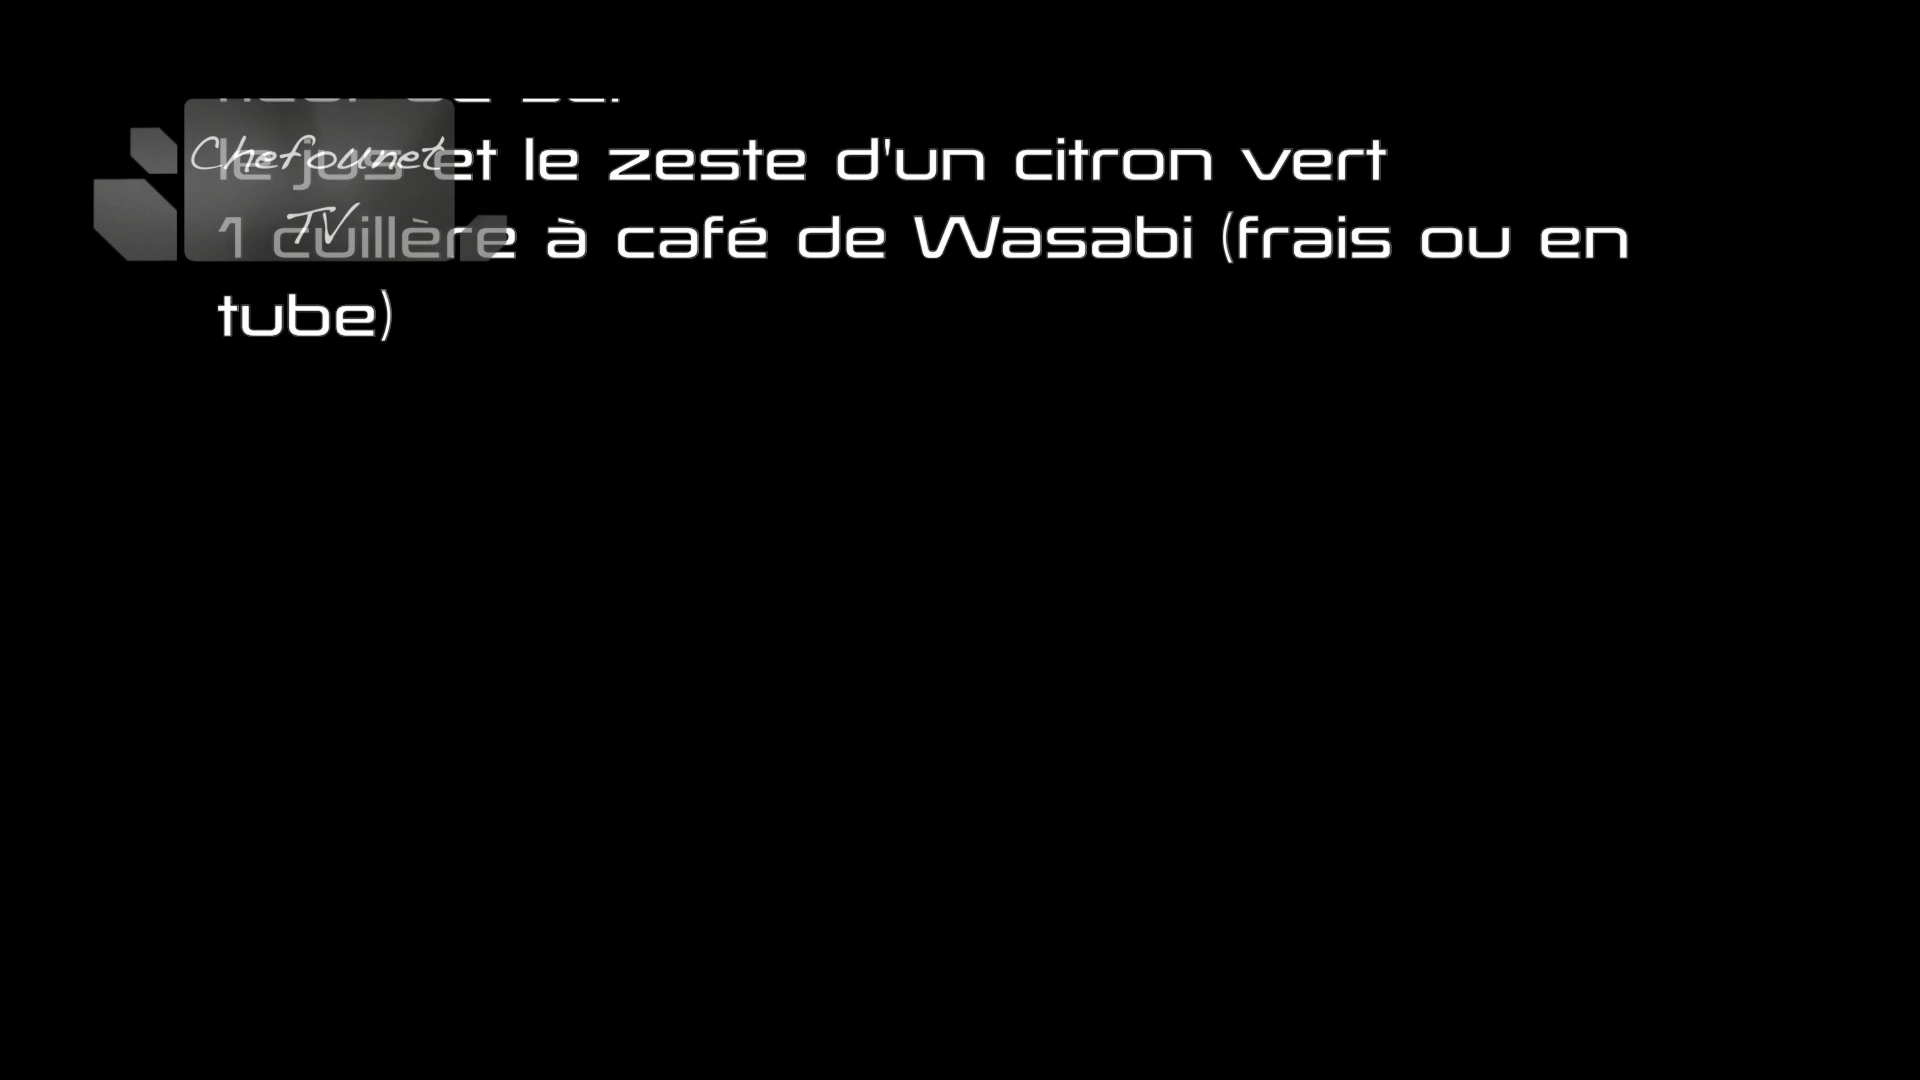 le jus et le zeste d'un citron vert
1 cuillère à café de Wasabi (frais ou en
tube)
Chefounet
TV